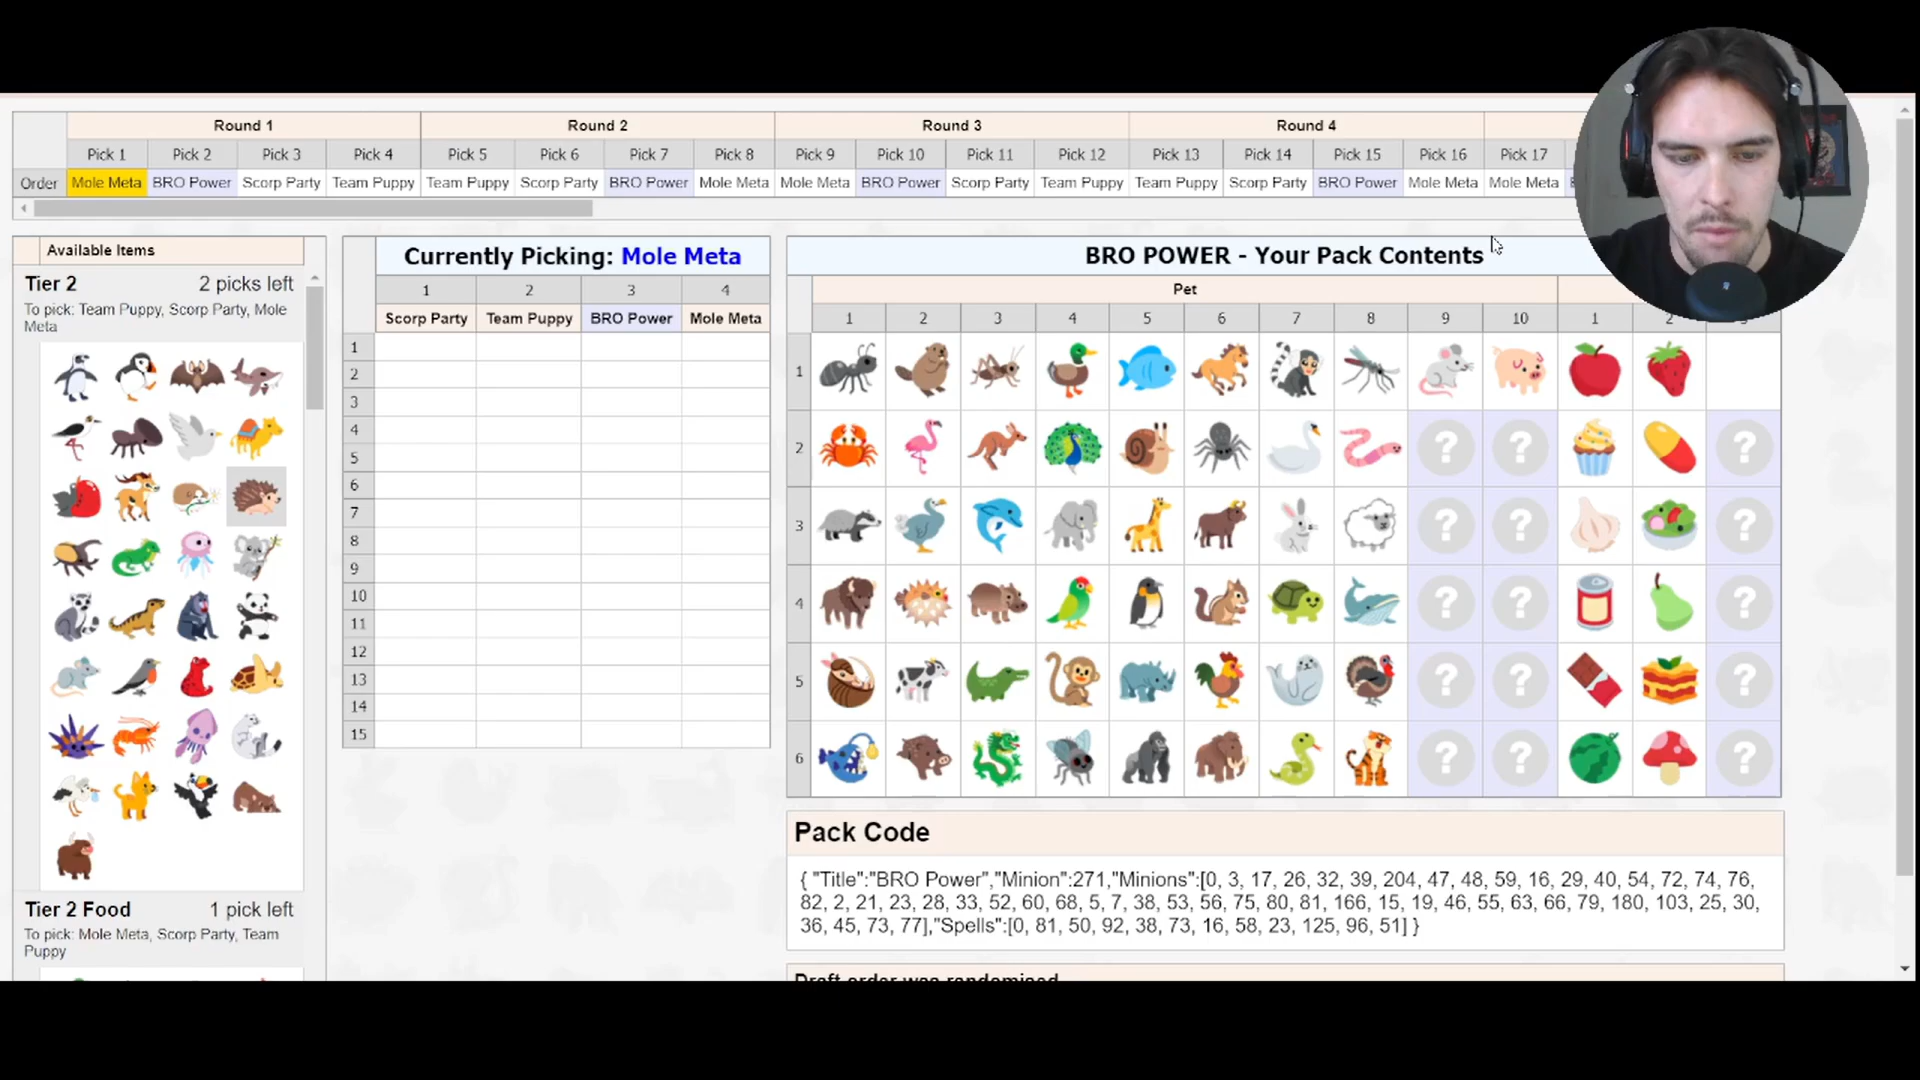 Round 1 Round 2 Round 3 Round 4
Pick 1 Pick 2 Pick 3 Pick 4 Pick 5 Pick 6 Pick 7 Pick 8 Pick 9 Pick 10 Pick 11 Pick 12 Pick 13 Pick 14 Pick 15 Pick 16 Pick 17
Order Mole Meta BRO Power Scorp Party Team Puppy Team Puppy Scorp Party BRO Power Mole Meta Mole Meta BRO Power Scorp Party Team Puppy Team Puppy Scorp Party BRO Power Mole Meta Mole Meta
Available Items
Tier 2 2 picks left
To pick: Team Puppy, Scorp Party, Mole
Meta
Tier 2 Food 1 pick left
To pick: Mole Meta, Scorp Party, Team
Puppy
Currently Picking: Mole Meta
1 2 3 4
Scorp Party Team Puppy BRO Power Mole Meta
1
2
3
4
5
6
7
8
9
10
11
12
13
14
15
BRO POWER - Your Pack Contents
Pet
1 2 3 4 5 6 7 8 9 10 1 2
1
2 ? ? ?
3 ? ? ?
4 ? ? ?
5 ? ? ?
6 ? ? ?
Pack Code
{ "Title":"BRO Power","Minion":271,"Minions":[0, 3, 17, 26, 32, 39, 204, 47, 48, 59, 16, 29, 40, 54, 72, 74, 76,
82, 2, 21, 23, 28, 33, 52, 60, 68, 5, 7, 38, 53, 56, 75, 80, 81, 166, 15, 19, 46, 55, 63, 66, 79, 180, 103, 25, 30,
36, 45, 73, 77],"Spells":[0, 81, 50, 92, 38, 73, 16, 58, 23, 125, 96, 51] }
Draft order was randomised